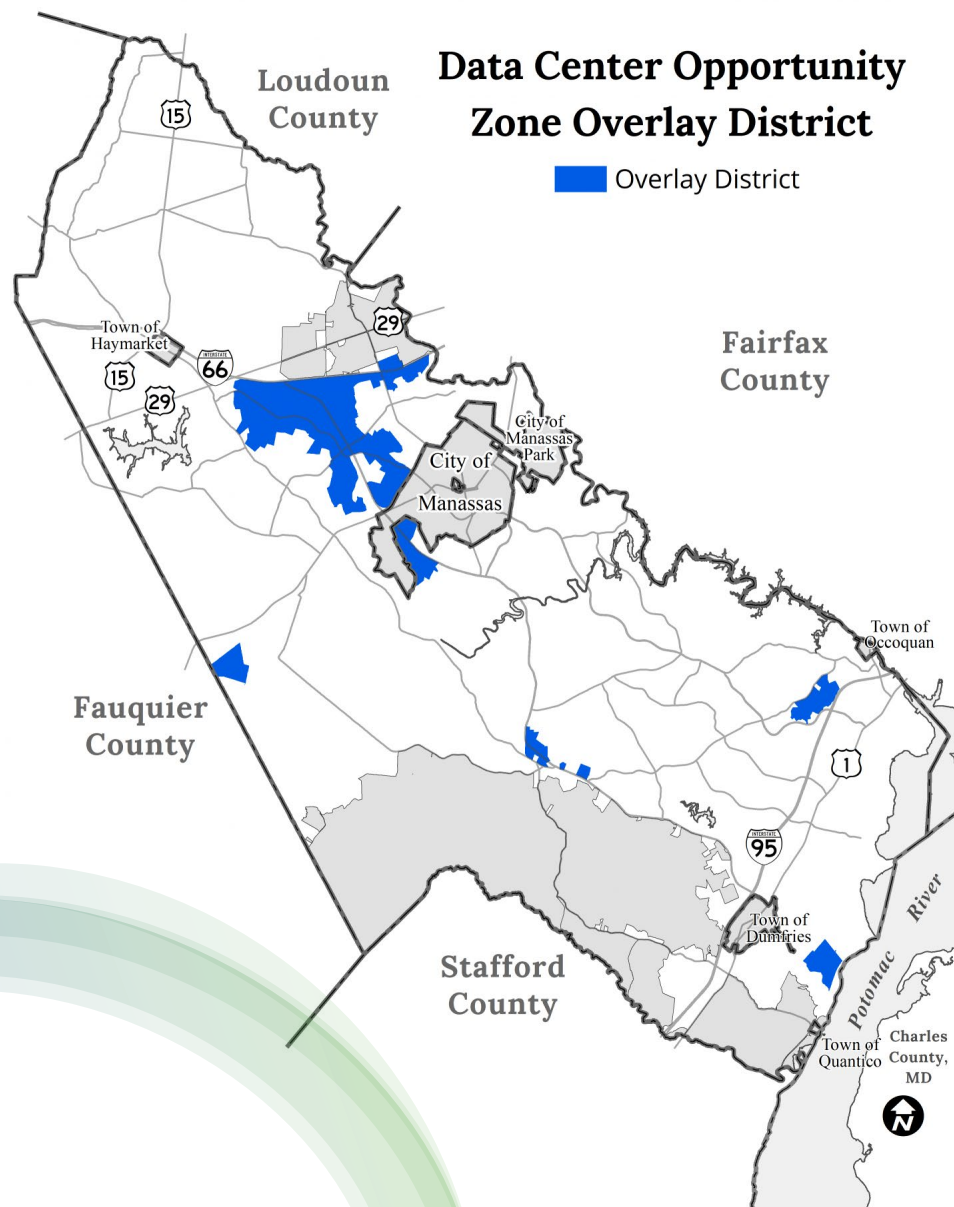 Data Center Opportunity
Zone Overlay District
Overlay District
Loudoun
County
15
29
Fairfax
County
Town of
Haymarket
INTERSTATE
66
15
29
City of
Manassas
Park
City of
Manassas
Town of
Occoquan
Fauquier
County
1
INTERSTATE
95
River
Town of
Dumfries
Stafford
County
Potomac
Town of
Quantico
Charles
County,
MD
N